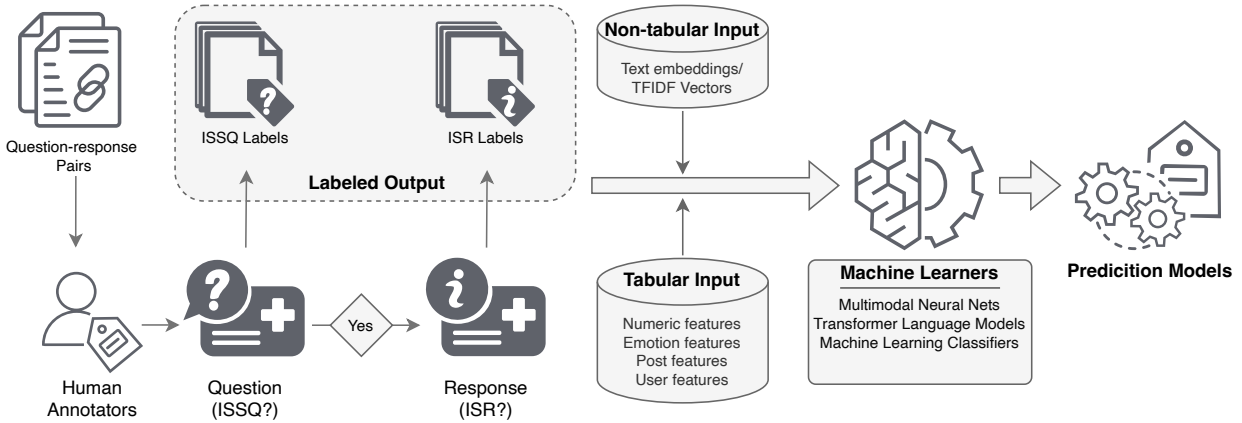 Question-response
Pairs
Human
Annotators
ISSQ Labels
ISR Labels
Labeled Output
Question
(ISSQ?)
Yes
Response
(ISR?)
Non-tabular Input
Text embeddings/
TFIDF Vectors
Tabular Input
Numeric features
Emotion features
Post features
User features
Machine Learners
Multimodal Neural Nets
Transformer Language Models
Machine Learning Classifiers
Predicition Models